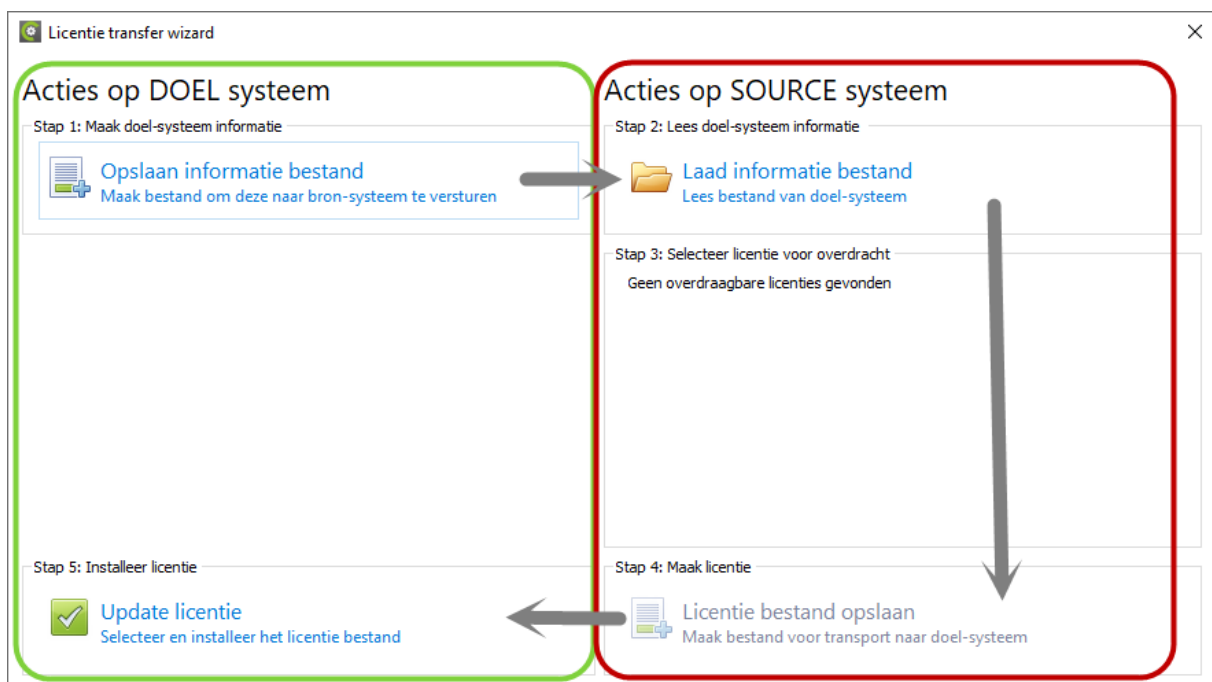 Licentie transfer wizard
Acties op DOEL systeem
Stap 1: Maak doel-systeem informatie
Opslaan informatie bestand
Maak bestand om deze naar bron-systeem te versturen
Acties op SOURCE systeem
Stap 2: Lees doel-systeem informatie
Laad informatie bestand
Lees bestand van doel-systeem
Stap 3: Selecteer licentie voor overdracht
Geen overdraagbare licenties gevonden
Stap 4: Maak licentie
Licentie bestand opslaan
Maak bestand voor transport naar doel-systeem
Stap 5: Installeer licentie
Update licentie
Selecteer en installeer het licentie bestand